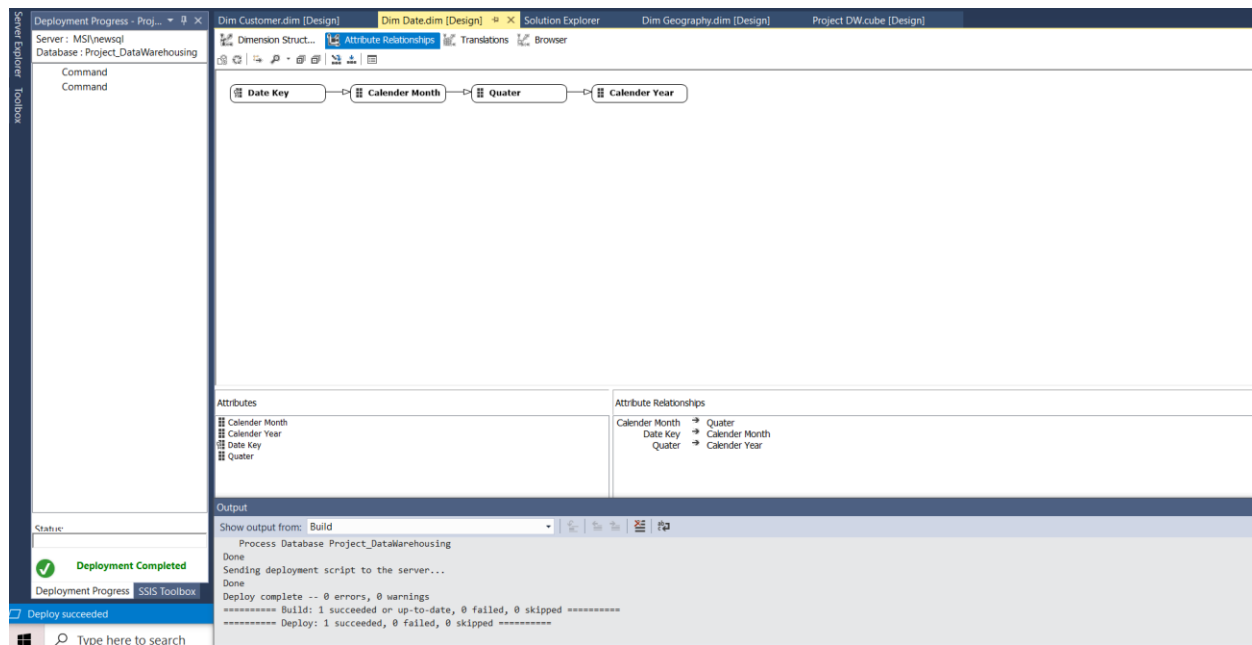 Server Explorer
Toolbox
Deployment Progress - Proj...
Server : MSI\newsql
Database : Project_DataWarehousing
Command
Command
Status:
Deployment Completed
Deployment Progress SSIS Toolbox
Deploy succeeded
Type here to search
Dim Customer.dim [Design] Dim Date.dim [Design] Solution Explorer Dim Geography.dim [Design] Project DW.cube [Design]
Dimension Struct... Attribute Relationships Translations Browser
Date Key Calender Month Quater Calender Year
Attributes
Calender Month
Calender Year
Date Key
Quater
Attribute Relationships
Calender Month → Quater
Date Key → Calender Month
Quater → Calender Year
Output
Show output from: Build
Process Database Project_DataWarehousing
Done
Sending deployment script to the server...
Done
Deploy complete -- 0 errors, 0 warnings
========== Build: 1 succeeded or up-to-date, 0 failed, 0 skipped ==========
========== Deploy: 1 succeeded, 0 failed, 0 skipped ==========